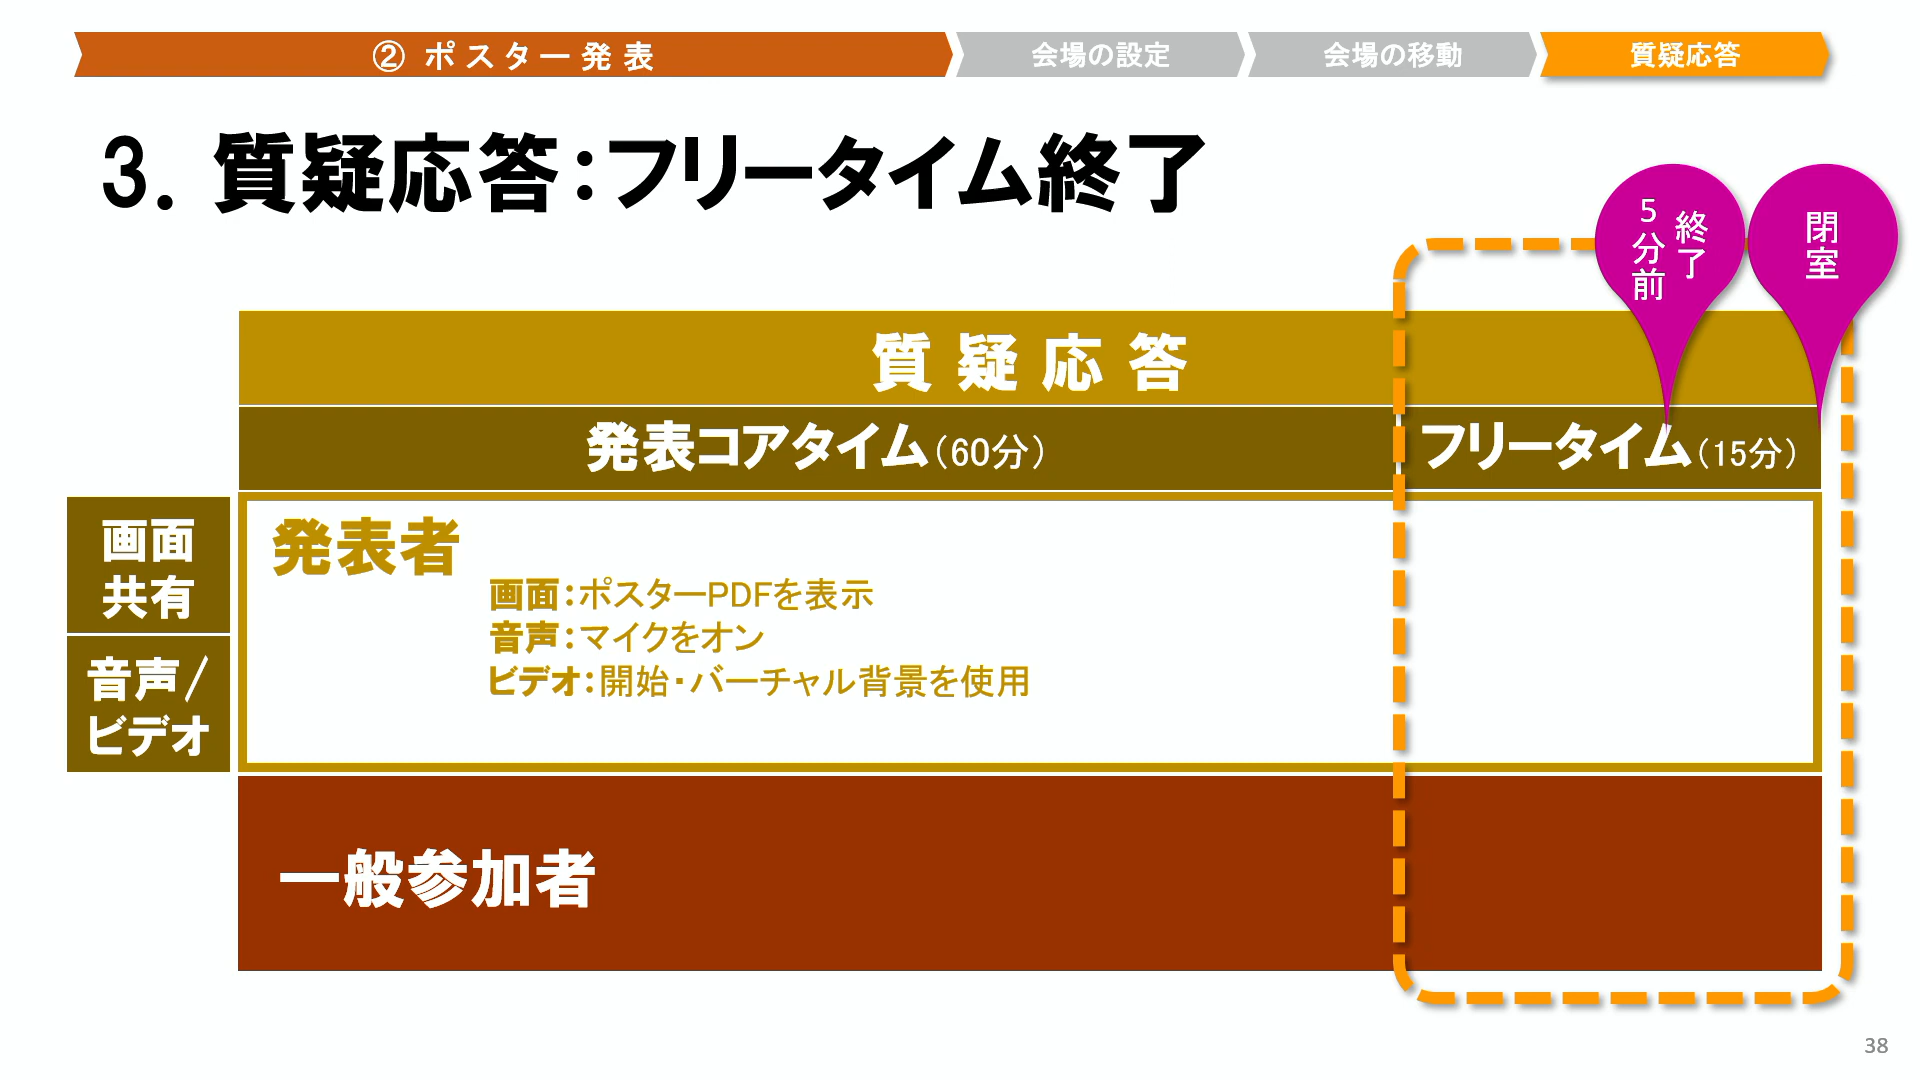 ② ポスター発表
会場の設定
会場の移動
質疑応答
3. 質疑応答：フリータイム終了
終了
5分前
閉室
質疑応答
発表コアタイム（60分）
フリータイム（15分）
画面
共有
音声/
ビデオ
発表者
画面：ポスターPDFを表示
音声：マイクをオン
ビデオ：開始・バーチャル背景を使用
一般参加者
38